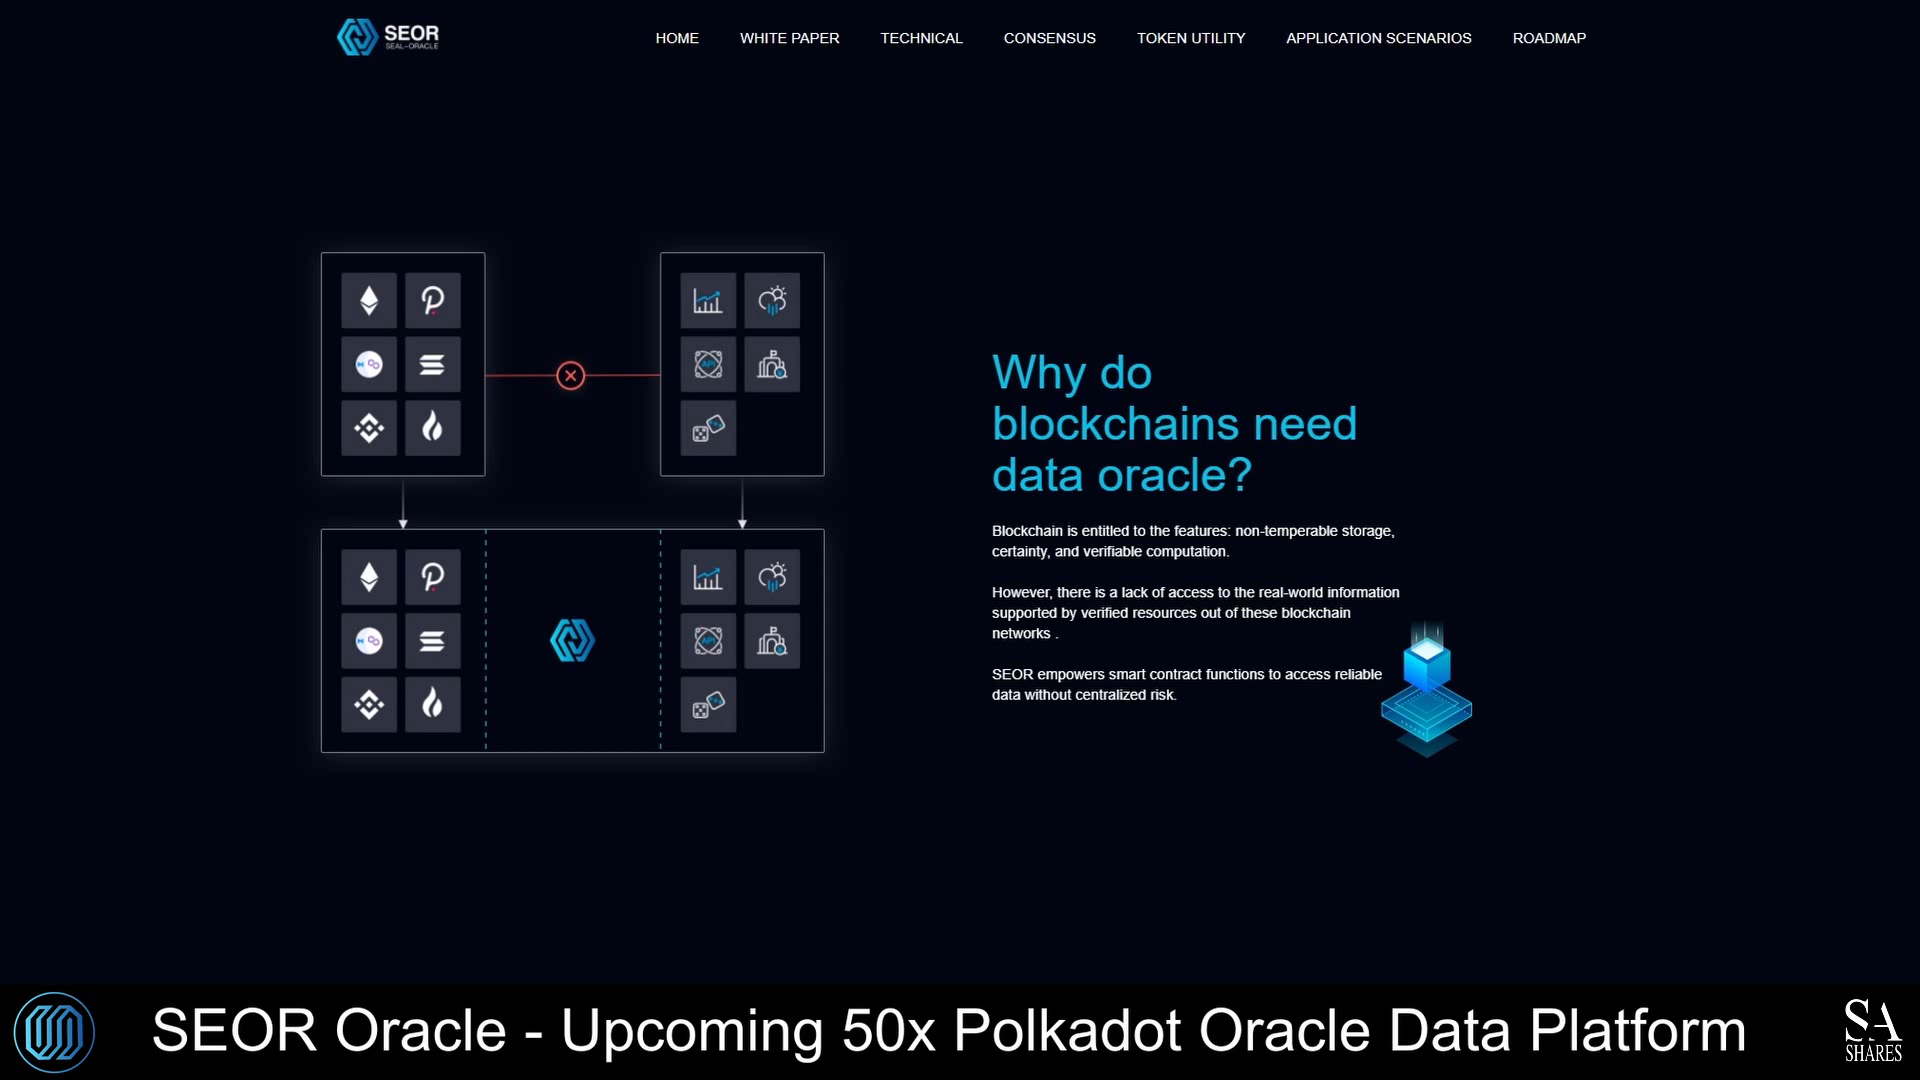 SEOR
SEAL-ORACLE
HOME WHITE PAPER TECHNICAL CONSENSUS TOKEN UTILITY APPLICATION SCENARIOS ROADMAP
API
Why do
blockchains need
data oracle?
Blockchain is entitled to the features: non-temperable storage,
certainty, and verifiable computation.
However, there is a lack of access to the real-world information
supported by verified resources out of these blockchain
networks .
SEOR empowers smart contract functions to access reliable
data without centralized risk.
API
SEOR Oracle - Upcoming 50x Polkadot Oracle Data Platform
SA
SHARES